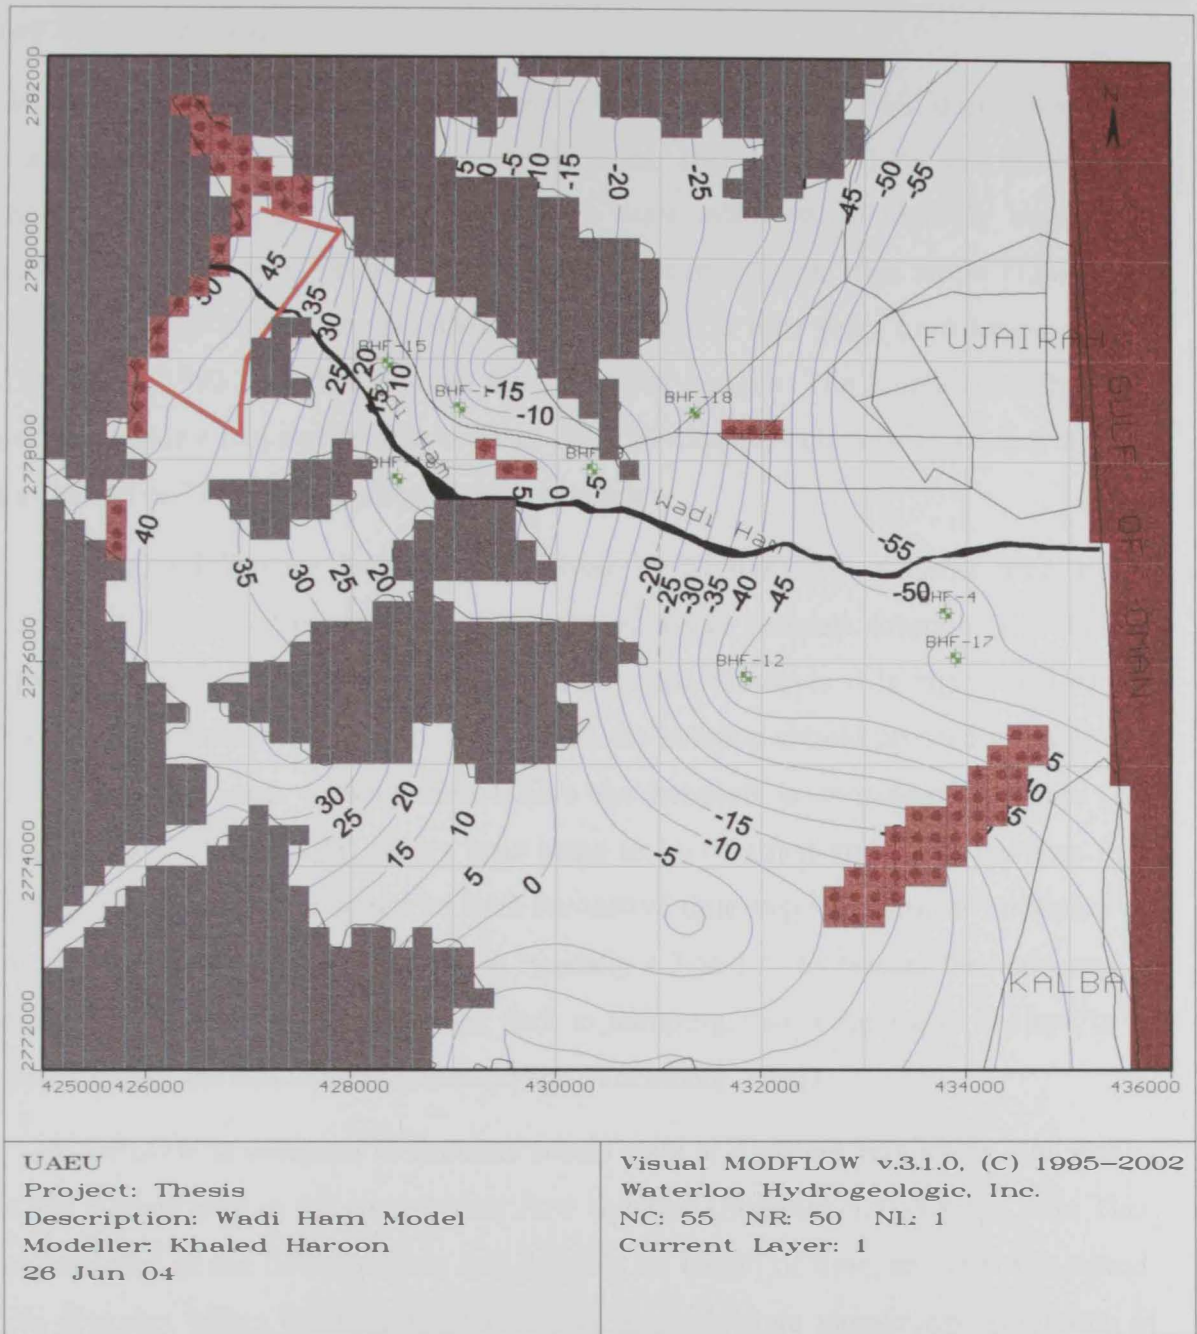 2782000
2780000
2778000
2776000
2774000
2772000
N
5 0 -5 -10 -15 -20 -25 -45 -50 -55
45
35
30
BHF-15
25 20 15 10
-15
-10
BHF-18
FUJAIRAH
GULF OF OMAN
Ham
5 0 -5
Wadi Ham
40
35 30 25 20
-20 -25 -30 -35 -40 -45
-55
-50
BHF-4
BHF-17
BHF-12
30
25
20
15
10
5
0
-5
-10
-15
KALBA
425000 426000 428000 430000 432000 434000 436000
UAEU
Project: Thesis
Description: Wadi Ham Model
Modeller: Khaled Haroon
26 Jun 04
Visual MODFLOW v.3.1.0, (C) 1995-2002
Waterloo Hydrogeologic, Inc.
NC: 55 NR: 50 NL: 1
Current Layer: 1